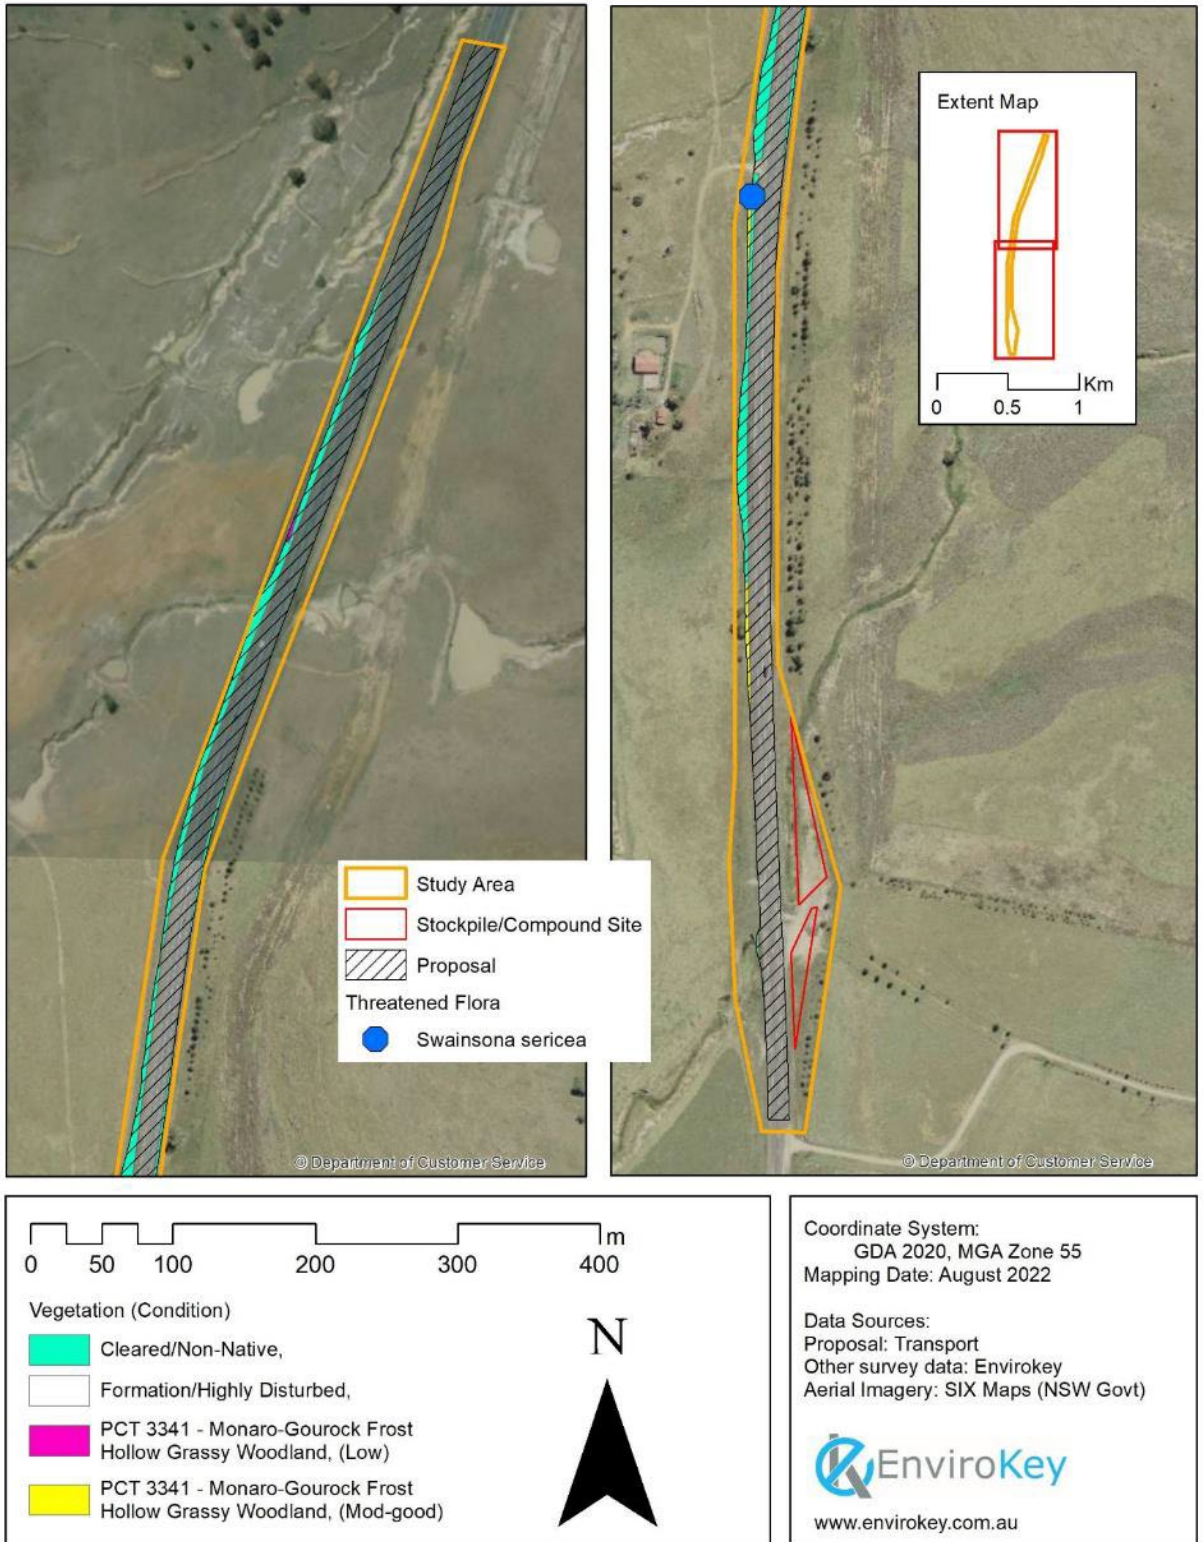 Extent Map
Km
0 0.5 1
Study Area
Stockpile/Compound Site
Proposal
Threatened Flora
Swainsona sericea
© Department of Customer Service
© Department of Customer Service
m
0 50 100 200 300 400
Vegetation (Condition)
Cleared/Non-Native,
Formation/Highly Disturbed,
PCT 3341 - Monaro-Gourock Frost
Hollow Grassy Woodland, (Low)
PCT 3341 - Monaro-Gourock Frost
Hollow Grassy Woodland, (Mod-good)
N
Coordinate System:
GDA 2020, MGA Zone 55
Mapping Date: August 2022
Data Sources:
Proposal: Transport
Other survey data: Envirokey
Aerial Imagery: SIX Maps (NSW Govt)
EnviroKey
www.envirokey.com.au